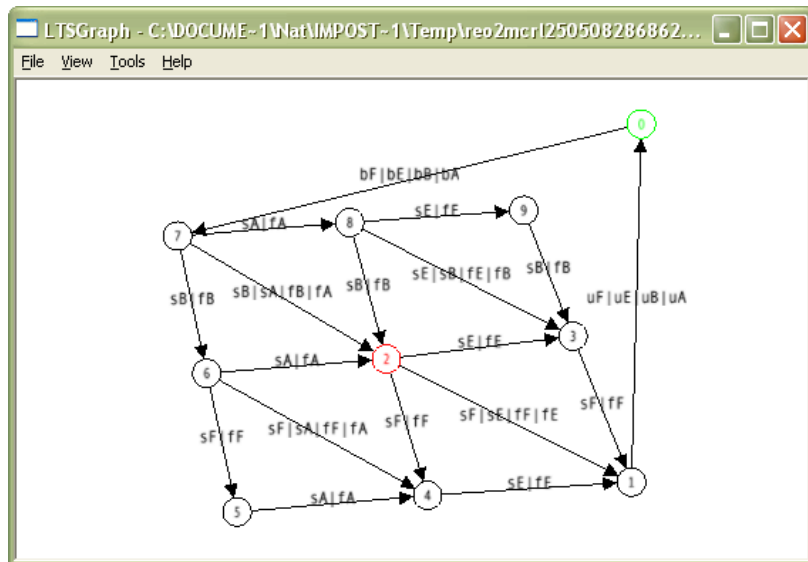 LTSGraph - C:\DOCUME~1\Nat\IMPOST~1\Temp\reo2mcrl250508286862...
File View Tools Help
0
bF|bE|bB|bA
7
sA|fA
8
sE|fE
9
sB|fB
sB|sA|fB|fA
sB|fB
sE|sB|fE|fB
sB|fB
uF|uE|uB|uA
6
sA|fA
2
sE|fE
3
sF|fF
sF|sA|fF|fA
sF|fF
sF|sE|fF|fE
sF|fF
5
sA|fA
4
sE|fE
1